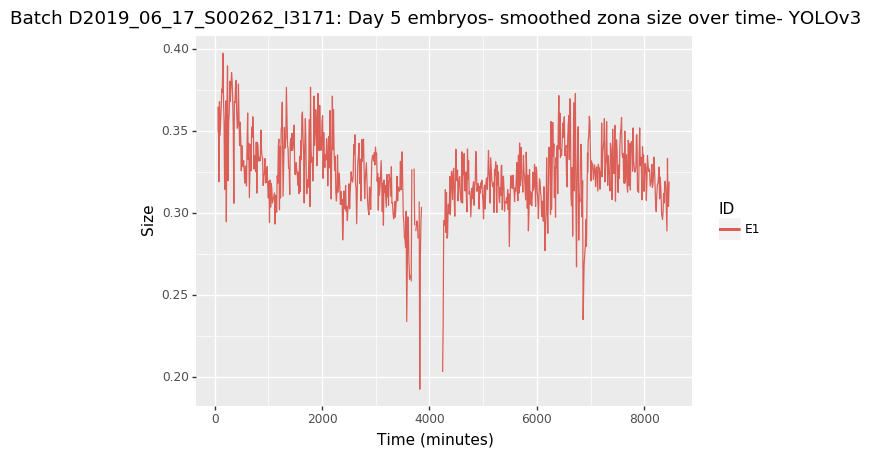 Batch D2019_06_17_S00262_I3171: Day 5 embryos- smoothed zona size over time- YOLOv3
0.40
0.35
0.30
0.25
0.20
Size
0
2000
4000
6000
8000
Time (minutes)
ID
E1